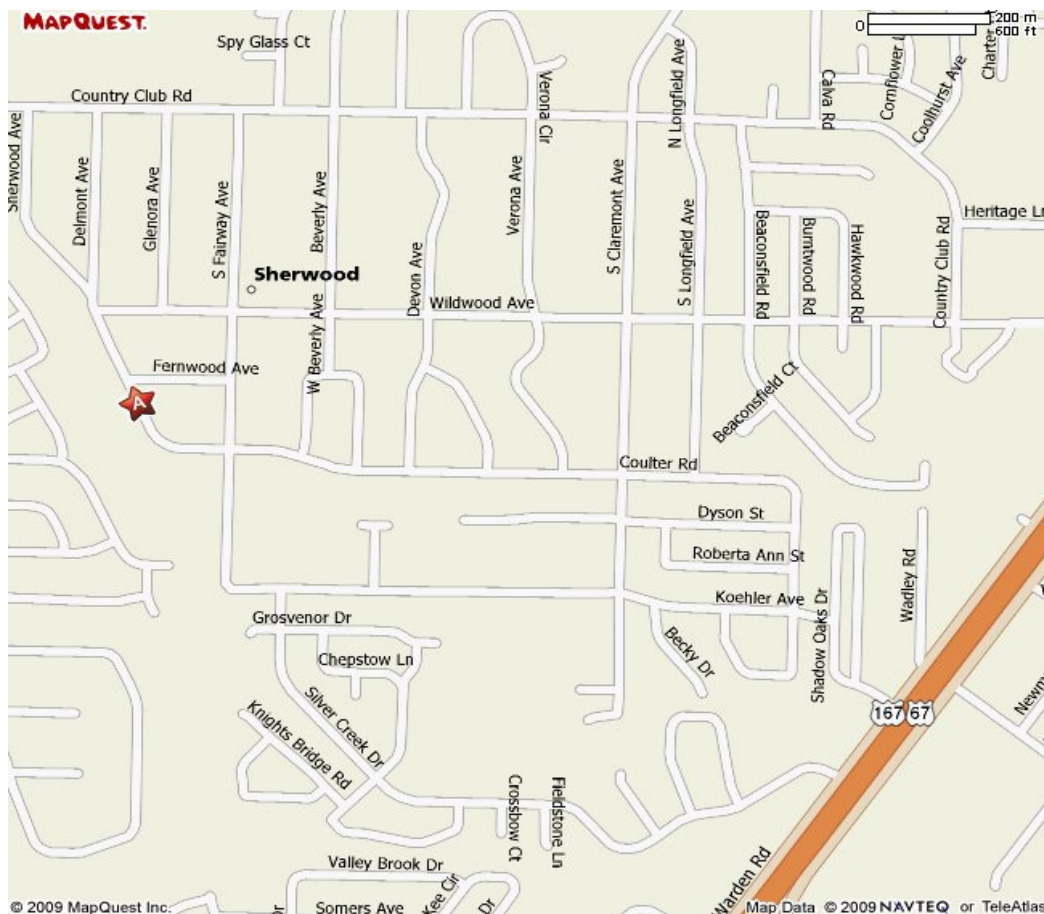 MAPQUEST.
0 200 m
600 ft
Spy Glass Ct
Country Club Rd
Verona Cir
N Longfield Ave
Calva Rd
Cornflower
Coolhurst Ave
Charter
Sherwood Ave
Delmont Ave
Glenora Ave
S Fairway Ave
Beverly Ave
Devon Ave
Verona Ave
S Claremont Ave
S Longfield Ave
Beaconsfield Rd
Burntwood Rd
Hawkwood Rd
Country Club Rd
Heritage Ln
Sherwood
Wildwood Ave
W Beverly Ave
Fernwood Ave
A
Beaconsfield Ct
Coulter Rd
Dyson St
Roberta Ann St
Koehler Ave
Shadow Oaks Dr
Wadley Rd
Grosvenor Dr
Chepstow Ln
Becky Dr
Silver Creek Dr
Knights Bridge Rd
167 67
Newm
Crossbow Ct
Fieldstone Ln
Valley Brook Dr
Somers Ave
Kee Cir
Dr
Dr
Warden Rd
© 2009 MapQuest Inc.
Map Data © 2009 NAVTEQ or TeleAtlas